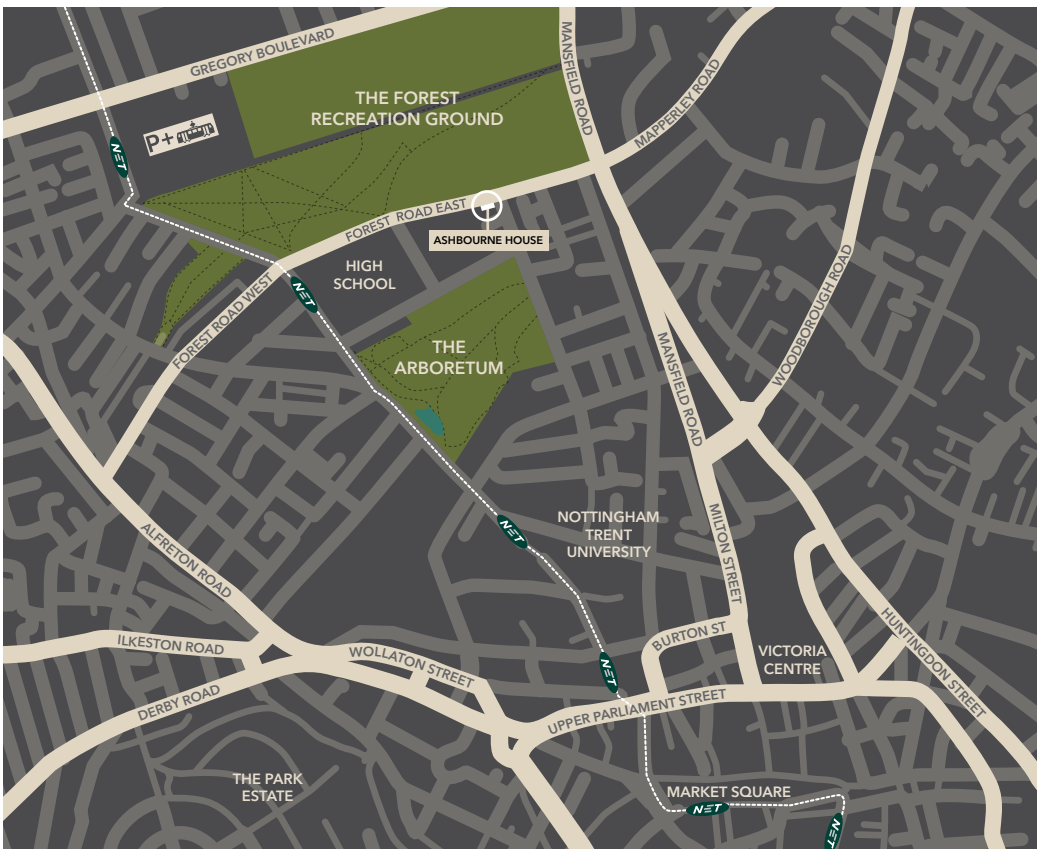 GREGORY BOULEVARD
MANSFIELD ROAD
MAPPERLEY ROAD
THE FOREST
RECREATION GROUND
P+
NET
FOREST ROAD EAST
ASHBOURNE HOUSE
HIGH
SCHOOL
NET
FOREST ROAD WEST
WOODBOROUGH ROAD
THE
ARBORETUM
MANSFIELD ROAD
ALFRETON ROAD
NET
NOTTINGHAM
TRENT
UNIVERSITY
MILTON STREET
ILKESTON ROAD
WOLLATON STREET
NET
BURTON ST
VICTORIA
CENTRE
HUNTINGDON STREET
DERBY ROAD
UPPER PARLIAMENT STREET
THE PARK
ESTATE
MARKET SQUARE
NET
NET